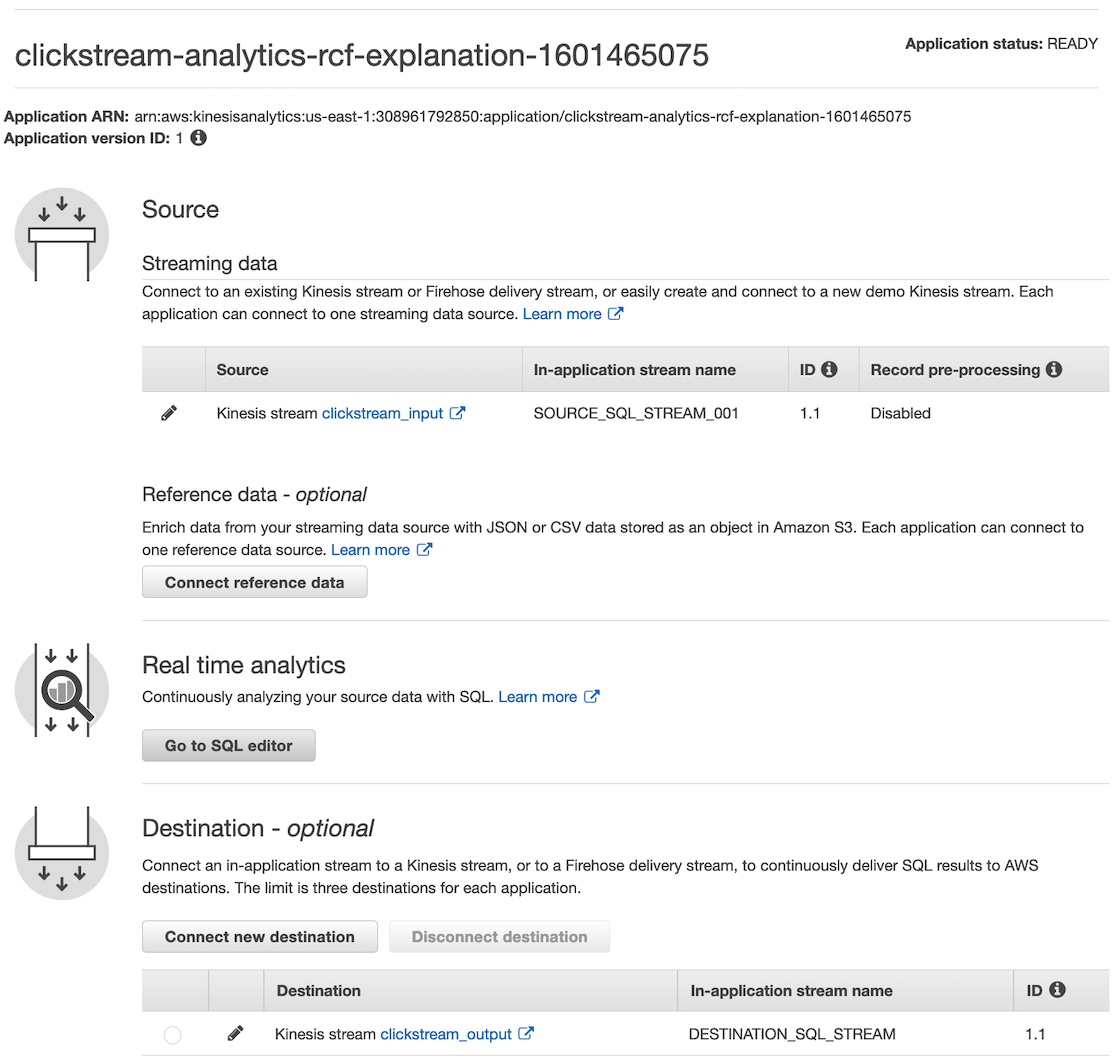 clickstream-analytics-rcf-explanation-1601465075
Application status: READY
Application ARN: arn:aws:kinesisanalytics:us-east-1:308961792850:application/clickstream-analytics-rcf-explanation-1601465075
Application version ID: 1
Source
Streaming data
Connect to an existing Kinesis stream or Firehose delivery stream, or easily create and connect to a new demo Kinesis stream. Each
application can connect to one streaming data source. Learn more
Source In-application stream name ID Record pre-processing
Kinesis stream clickstream_input SOURCE_SQL_STREAM_001 1.1 Disabled
Reference data - optional
Enrich data from your streaming data source with JSON or CSV data stored as an object in Amazon S3. Each application can connect to
one reference data source. Learn more
Connect reference data
Real time analytics
Continuously analyzing your source data with SQL. Learn more
Go to SQL editor
Destination - optional
Connect an in-application stream to a Kinesis stream, or to a Firehose delivery stream, to continuously deliver SQL results to AWS
destinations. The limit is three destinations for each application.
Connect new destination Disconnect destination
Destination In-application stream name ID
Kinesis stream clickstream_output DESTINATION_SQL_STREAM 1.1